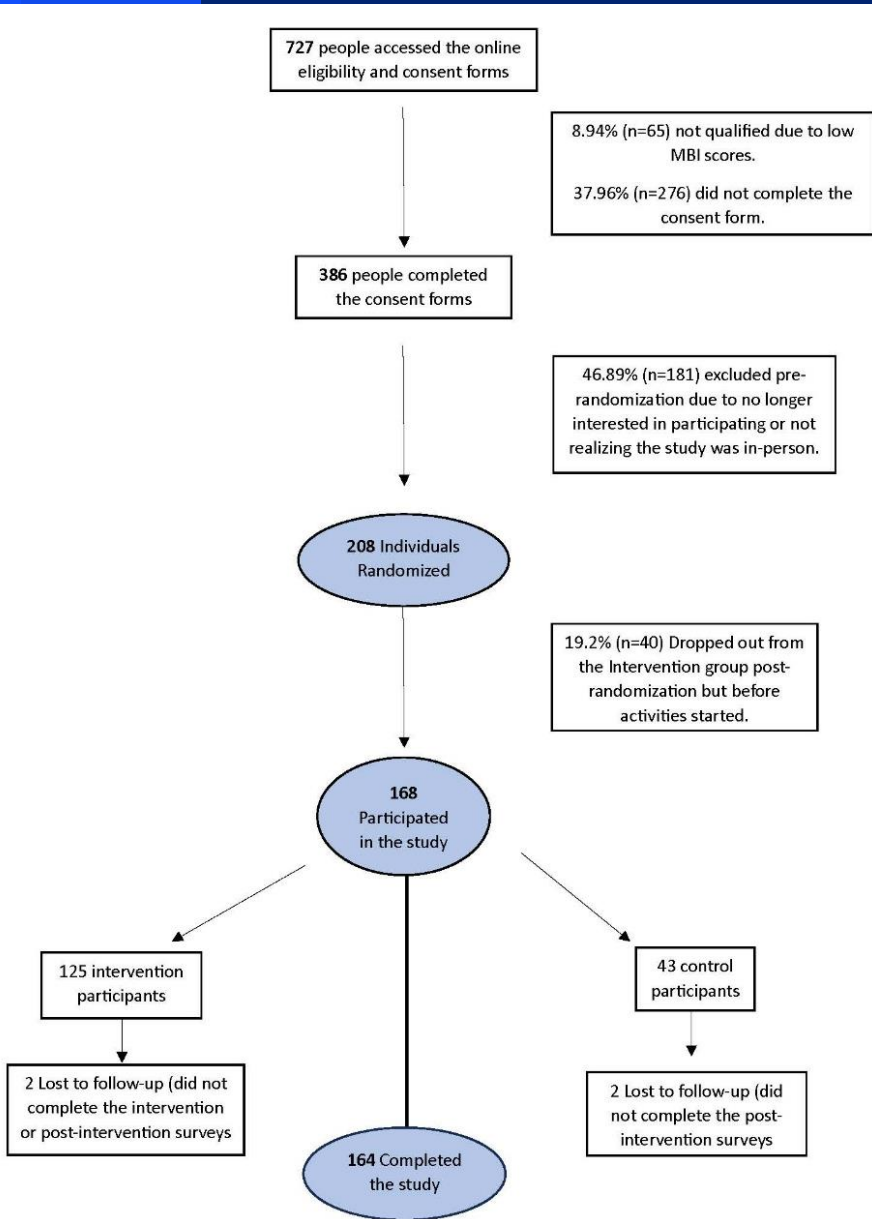 727 people accessed the online
eligibility and consent forms
8.94% (n=65) not qualified due to low
MBI scores.
37.96% (n=276) did not complete the
consent form.
386 people completed
the consent forms
46.89% (n=181) excluded pre-
randomization due to no longer
interested in participating or not
realizing the study was in-person.
208 Individuals
Randomized
19.2% (n=40) Dropped out from
the Intervention group post-
randomization but before
activities started.
168
Participated
in the study
125 intervention
participants
43 control
participants
2 Lost to follow-up (did not
complete the intervention
or post-intervention surveys
2 Lost to follow-up (did
not complete the post-
intervention surveys
164 Completed
the study